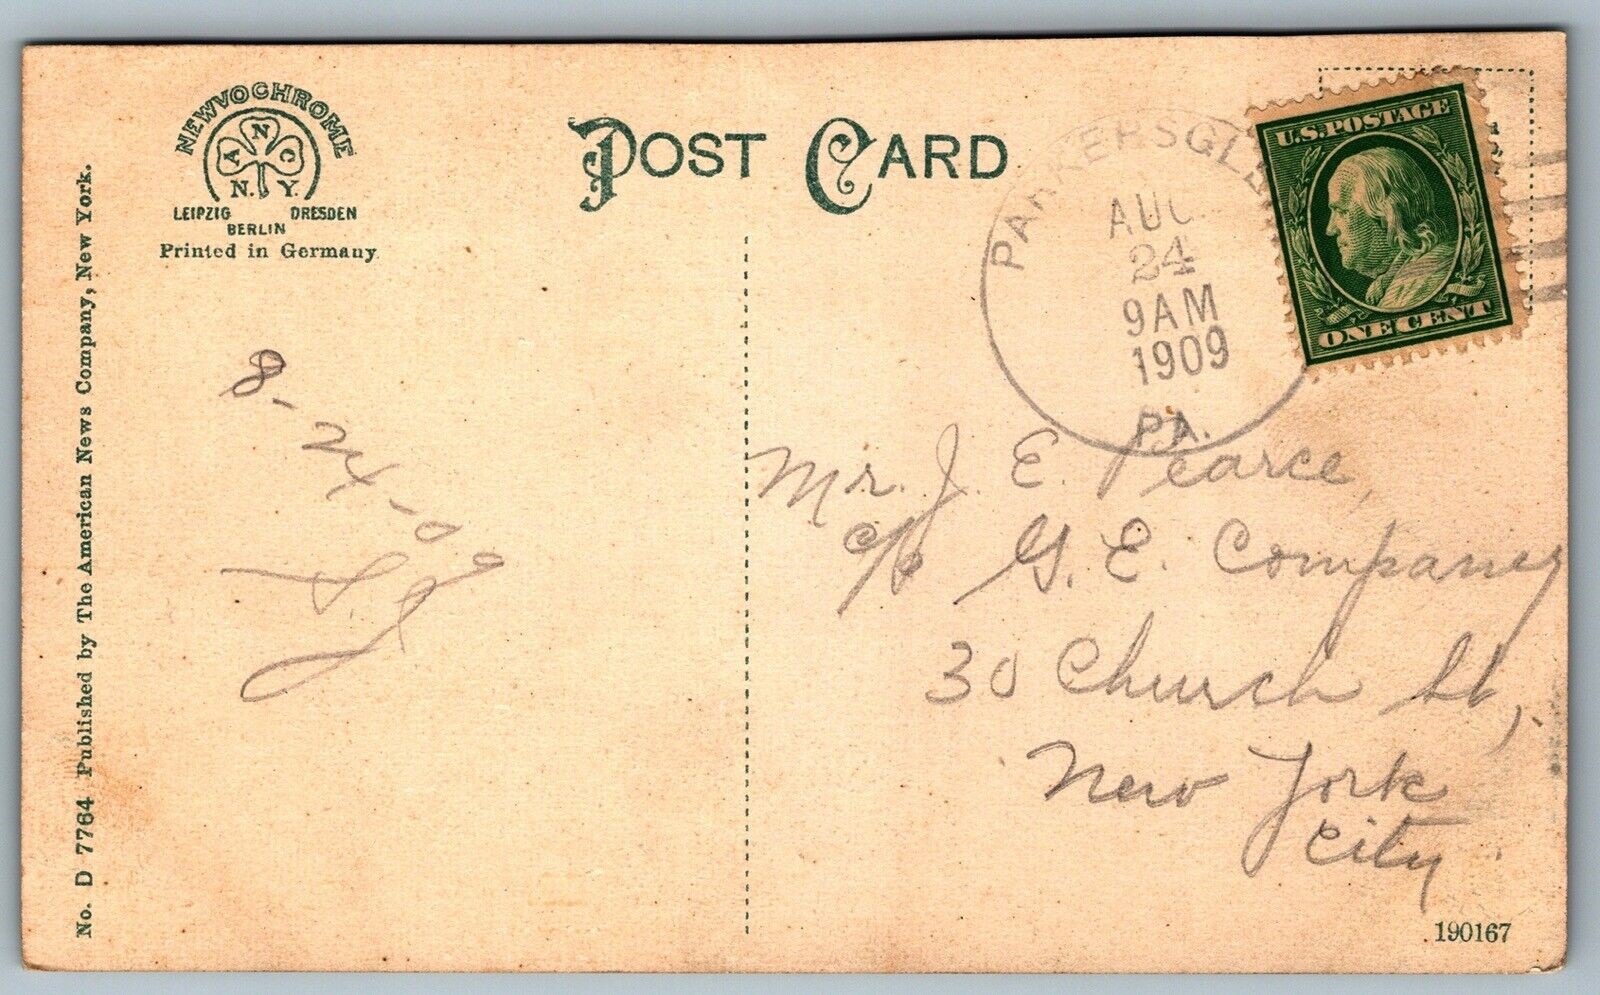 NEWVOCHROME
A N C
N. Y.
LEIPZIG DRESDEN
BERLIN
Printed in Germany
POST CARD
PARKERSGLE
AUG
24
9AM
1909
PA.
U.S. POSTAGE
ONE CENT
No. D 7764 Published by The American News Company, New York.
8-24-09
Mr. J. E. Pearce,
c/o G. E. Company
30 Church St,
New York
City
190167